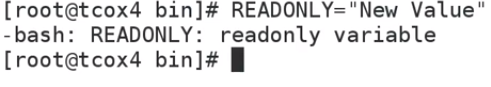 [root@tcox4 bin]# READONLY="New Value"
-bash: READONLY: readonly variable
[root@tcox4 bin]#